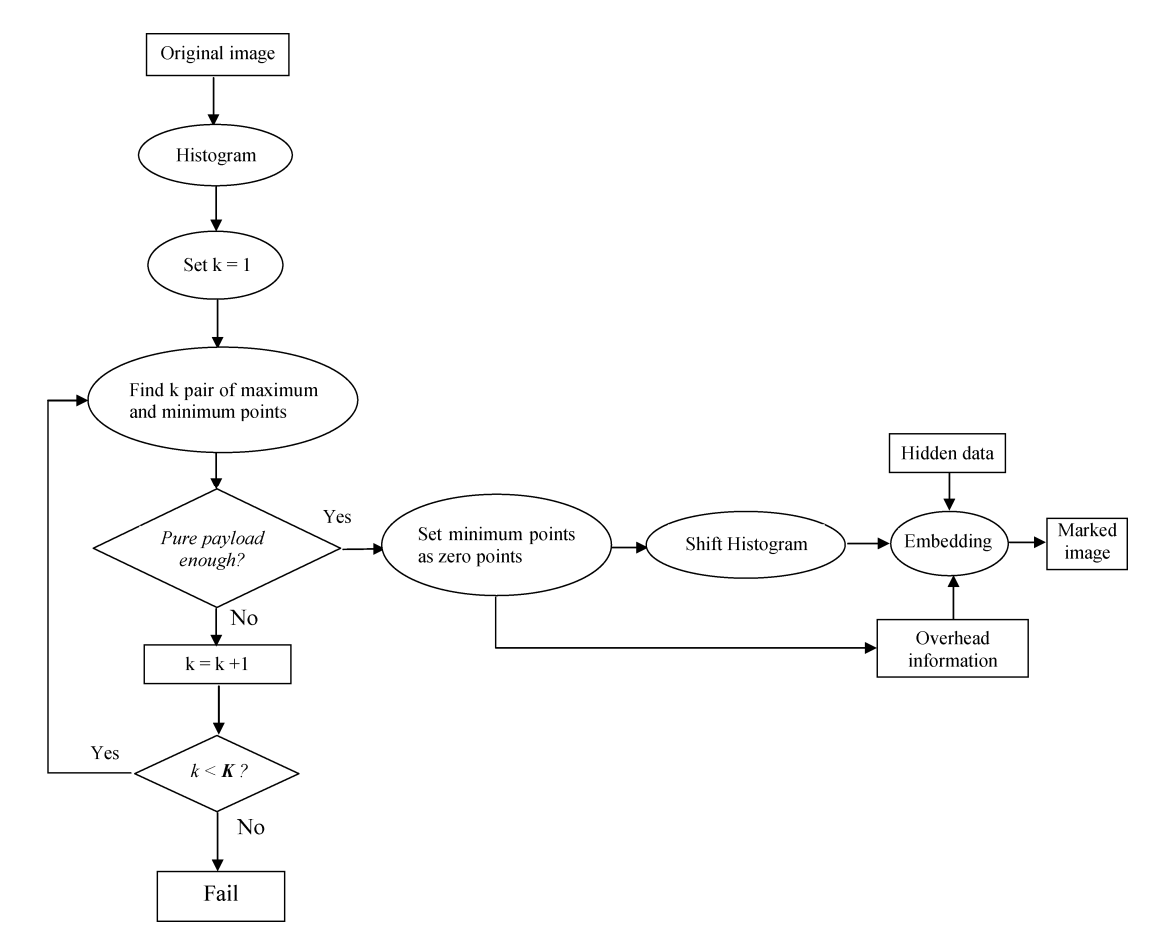 Original image
Histogram
Set k = 1
Find k pair of maximum
and minimum points
Pure payload
enough?
Yes
Set minimum points
as zero points
Shift Histogram
Hidden data
Embedding
Marked
image
Overhead
information
No
k = k +1
Yes
k < K ?
No
Fail